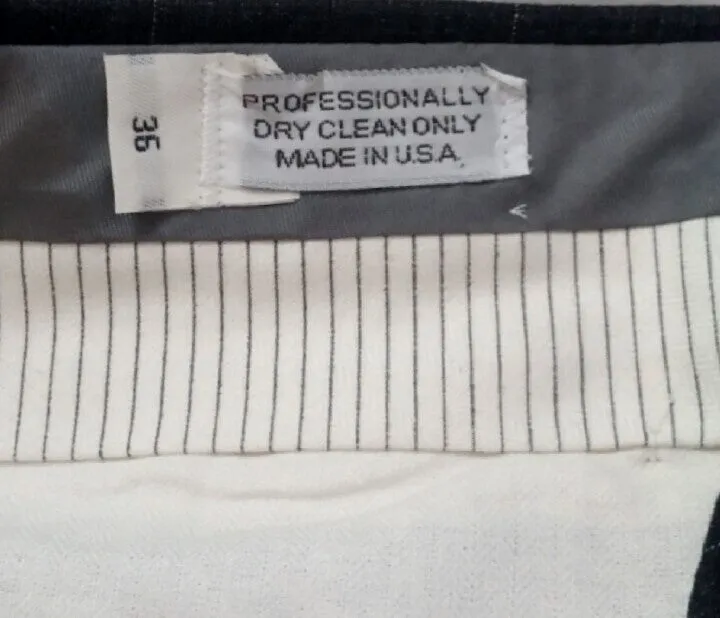 36
PROFESSIONALLY
DRY CLEAN ONLY
MADE IN U.S.A.